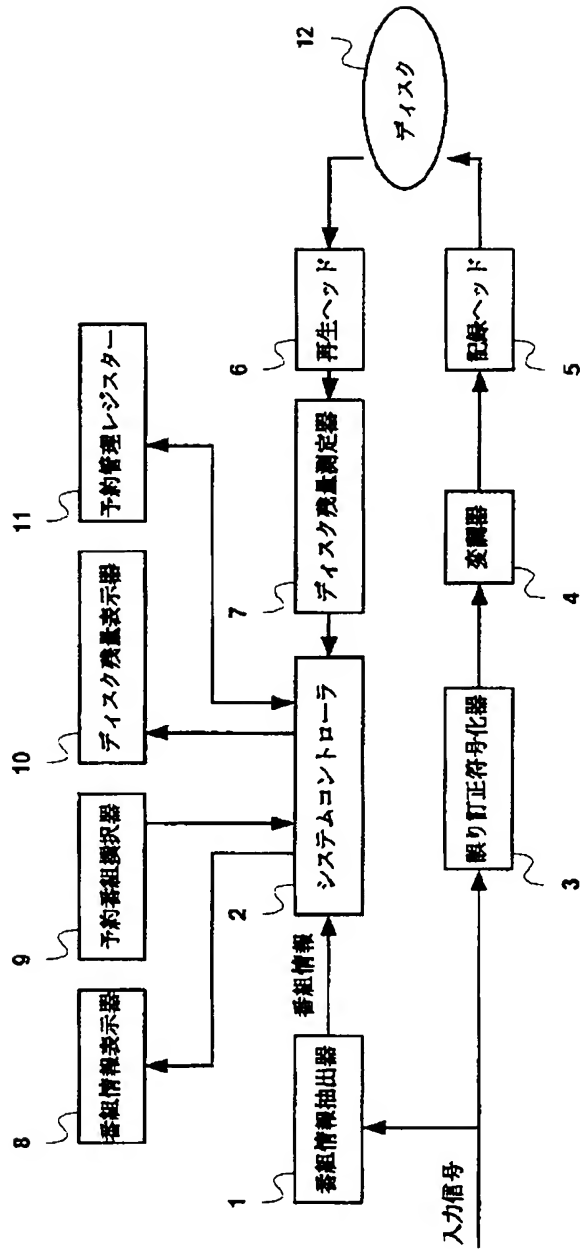 8
番組情報表示器
9
予約番組選択器
10
ディスク残量表示器
11
予約管理レジスター
1
番組情報抽出器
番組情報
2
システムコントローラ
7
ディスク残量測定器
6
再生ヘッド
12
ディスク
入力信号
3
誤り訂正符号化器
4
変調器
5
記録ヘッド